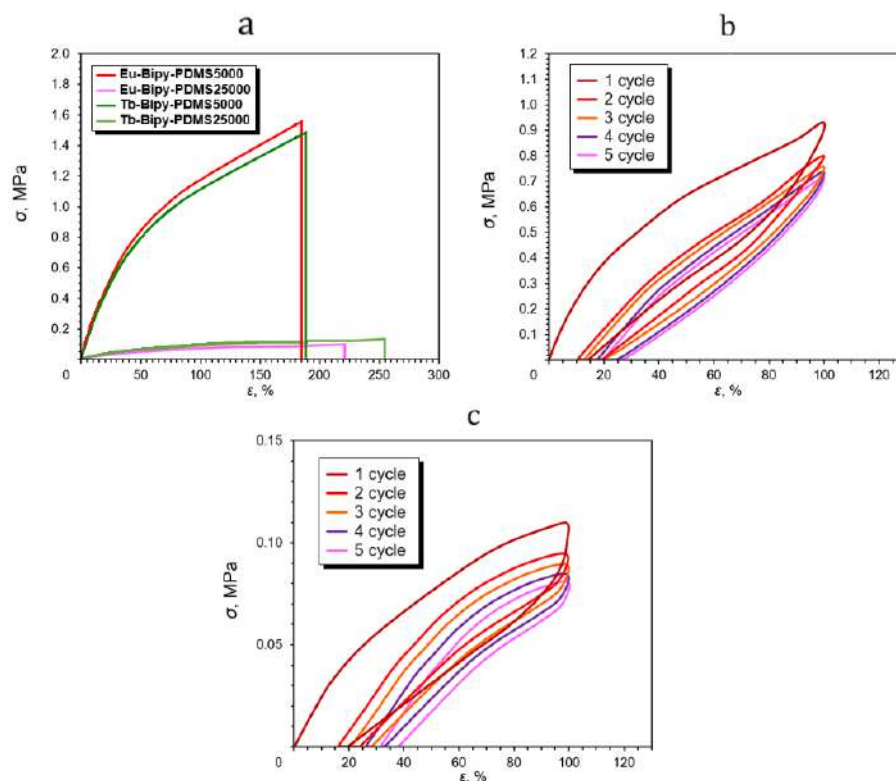 a
2.0
1.8
1.6
1.4
1.2
1.0
0.8
0.6
0.4
0.2
0
50
100
150
200
250
300
σ, MPa
ε, %
Eu-Bipy-PDMS5000
Eu-Bipy-PDMS25000
Tb-Bipy-PDMS5000
Tb-Bipy-PDMS25000
b
1.2
1.1
1.0
0.9
0.8
0.7
0.6
0.5
0.4
0.3
0.2
0.1
0
20
40
60
80
100
120
σ, MPa
ε, %
1 cycle
2 cycle
3 cycle
4 cycle
5 cycle
c
0.15
0.10
0.05
0
20
40
60
80
100
120
σ, MPa
ε, %
1 cycle
2 cycle
3 cycle
4 cycle
5 cycle